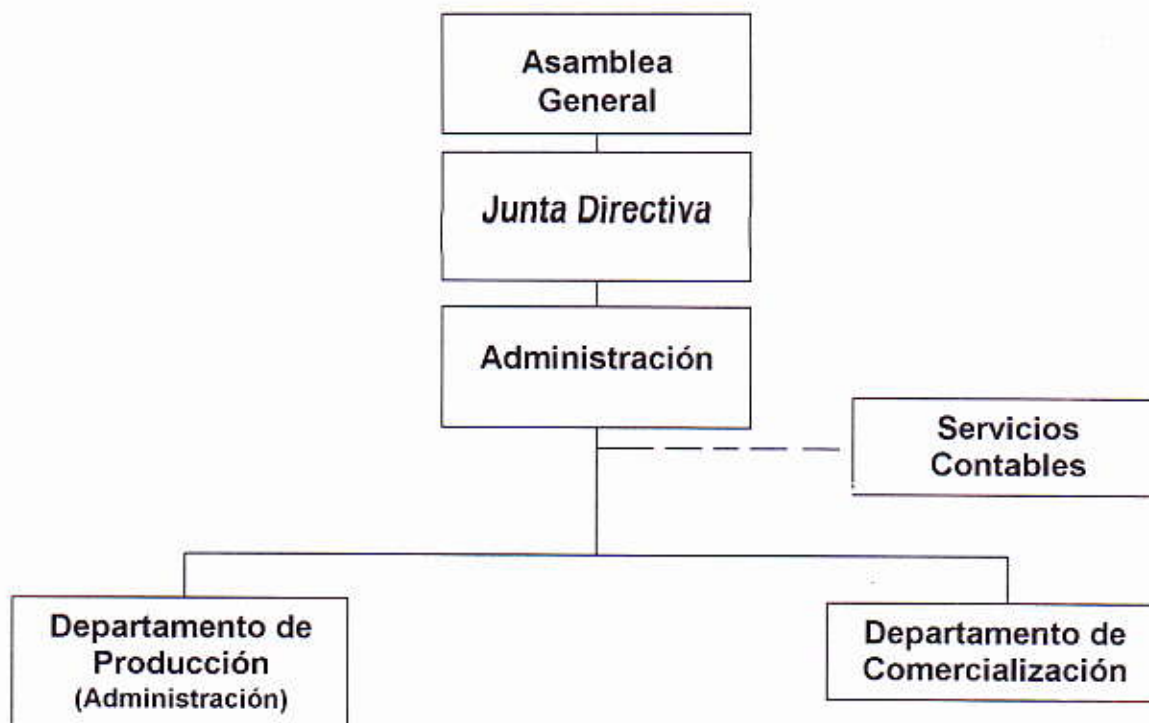 Asamblea
General
Junta Directiva
Administración
Servicios
Contables
Departamento de
Producción
(Administración)
Departamento de
Comercialización